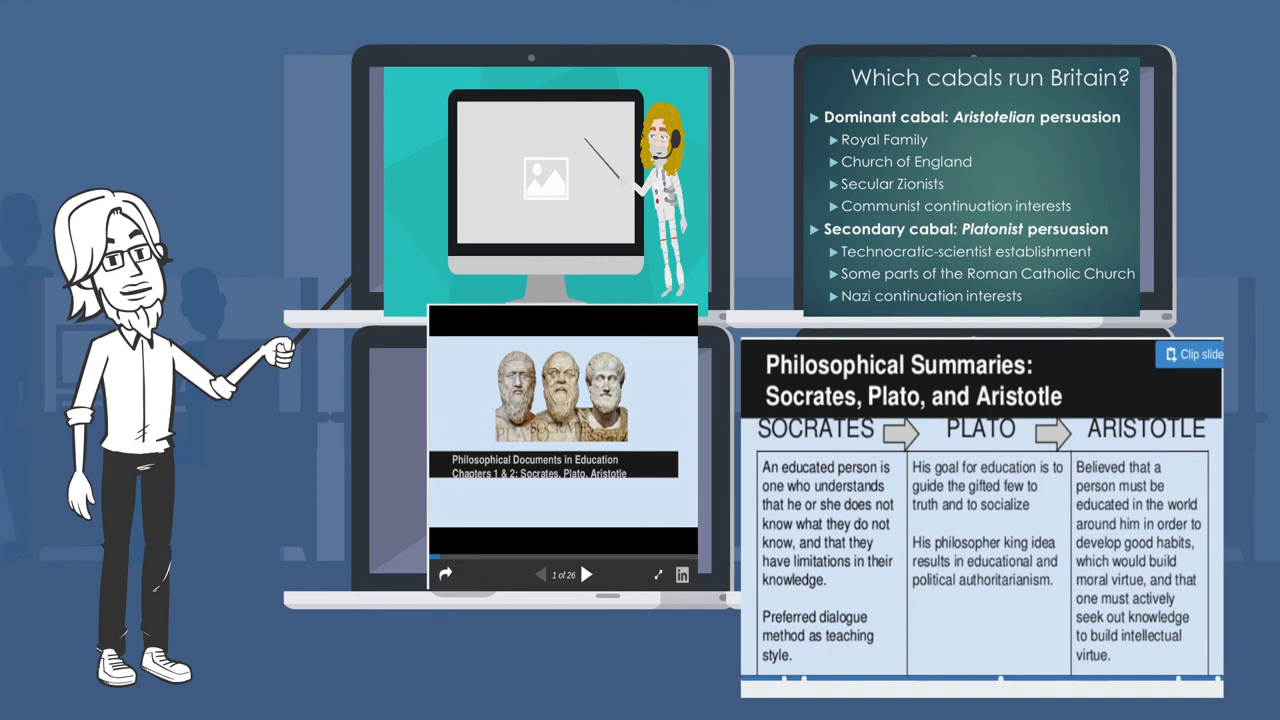 Which cabals run Britain?
Dominant cabal: Aristotelian persuasion
Royal Family
Church of England
Secular Zionists
Communist continuation interests
Secondary cabal: Platonist persuasion
Technocratic-scientist establishment
Some parts of the Roman Catholic Church
Nazi continuation interests
PLATO SOCRATES
Philosophical Documents in Education
Chapters 1 & 2: Socrates, Plato, Aristotle
1 of 26
in
Clip slide
Philosophical Summaries:
Socrates, Plato, and Aristotle
SOCRATES PLATO ARISTOTLE
An educated person is
one who understands
that he or she does not
know what they do not
know, and that they
have limitations in their
knowledge.
Preferred dialogue
method as teaching
style.
His goal for education is to
guide the gifted few to
truth and to socialize
His philosopher king idea
results in educational and
political authoritarianism.
Believed that a
person must be
educated in the world
around him in order to
develop good habits,
which would build
moral virtue, and that
one must actively
seek out knowledge
to build intellectual
virtue.